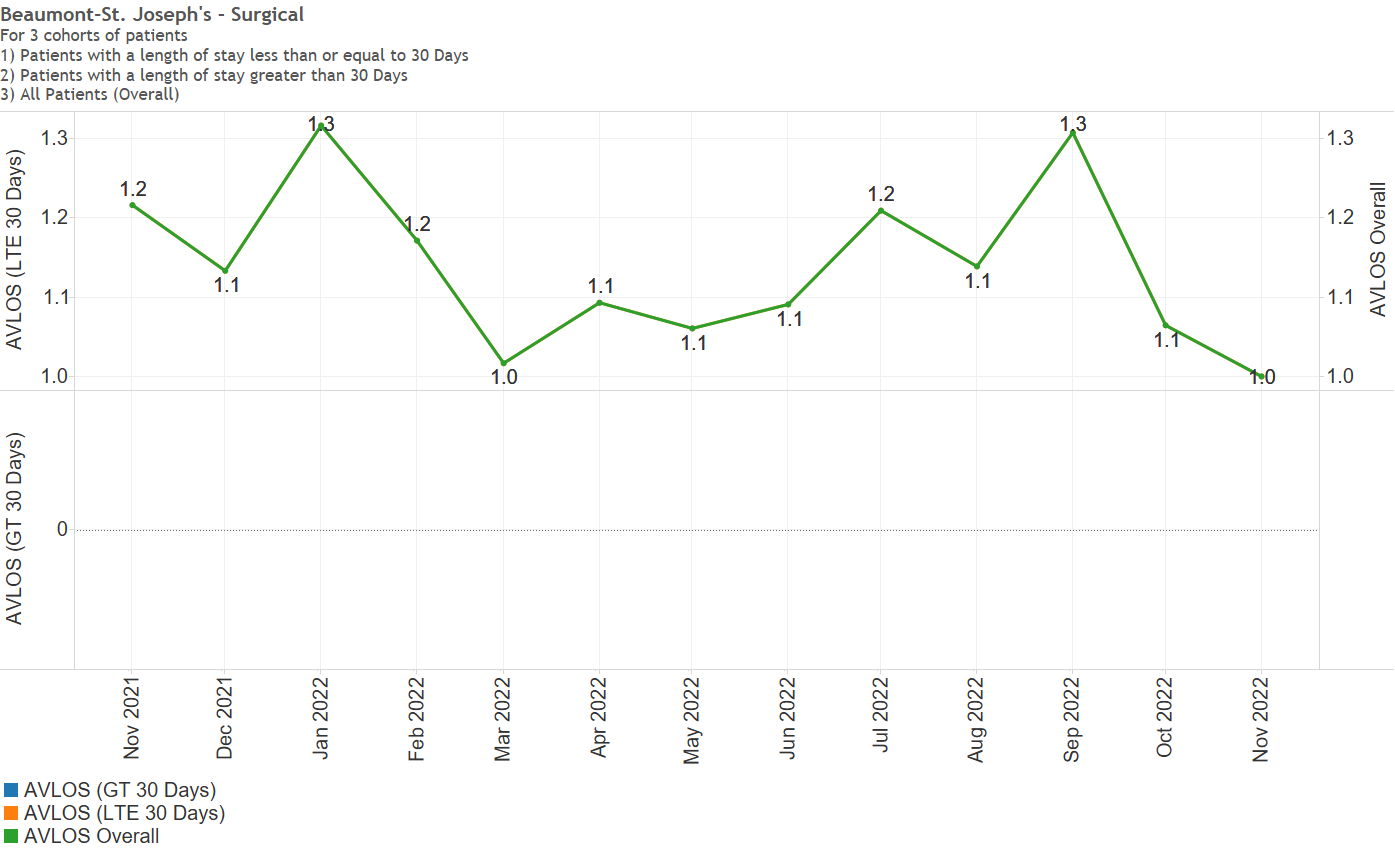 Beaumont-St. Joseph's - Surgical
For 3 cohorts of patients
1) Patients with a length of stay less than or equal to 30 Days
2) Patients with a length of stay greater than 30 Days
3) All Patients (Overall)
AVLOS (LTE 30 Days)
1.3
1.2
1.1
1.0
1.2
1.1
1.3
1.2
1.0
1.1
1.1
1.1
1.2
1.1
1.3
1.1
1.0
1.3
1.2
1.1
1.0
AVLOS Overall
AVLOS (GT 30 Days)
0
Nov 2021
Dec 2021
Jan 2022
Feb 2022
Mar 2022
Apr 2022
May 2022
Jun 2022
Jul 2022
Aug 2022
Sep 2022
Oct 2022
Nov 2022
AVLOS (GT 30 Days)
AVLOS (LTE 30 Days)
AVLOS Overall